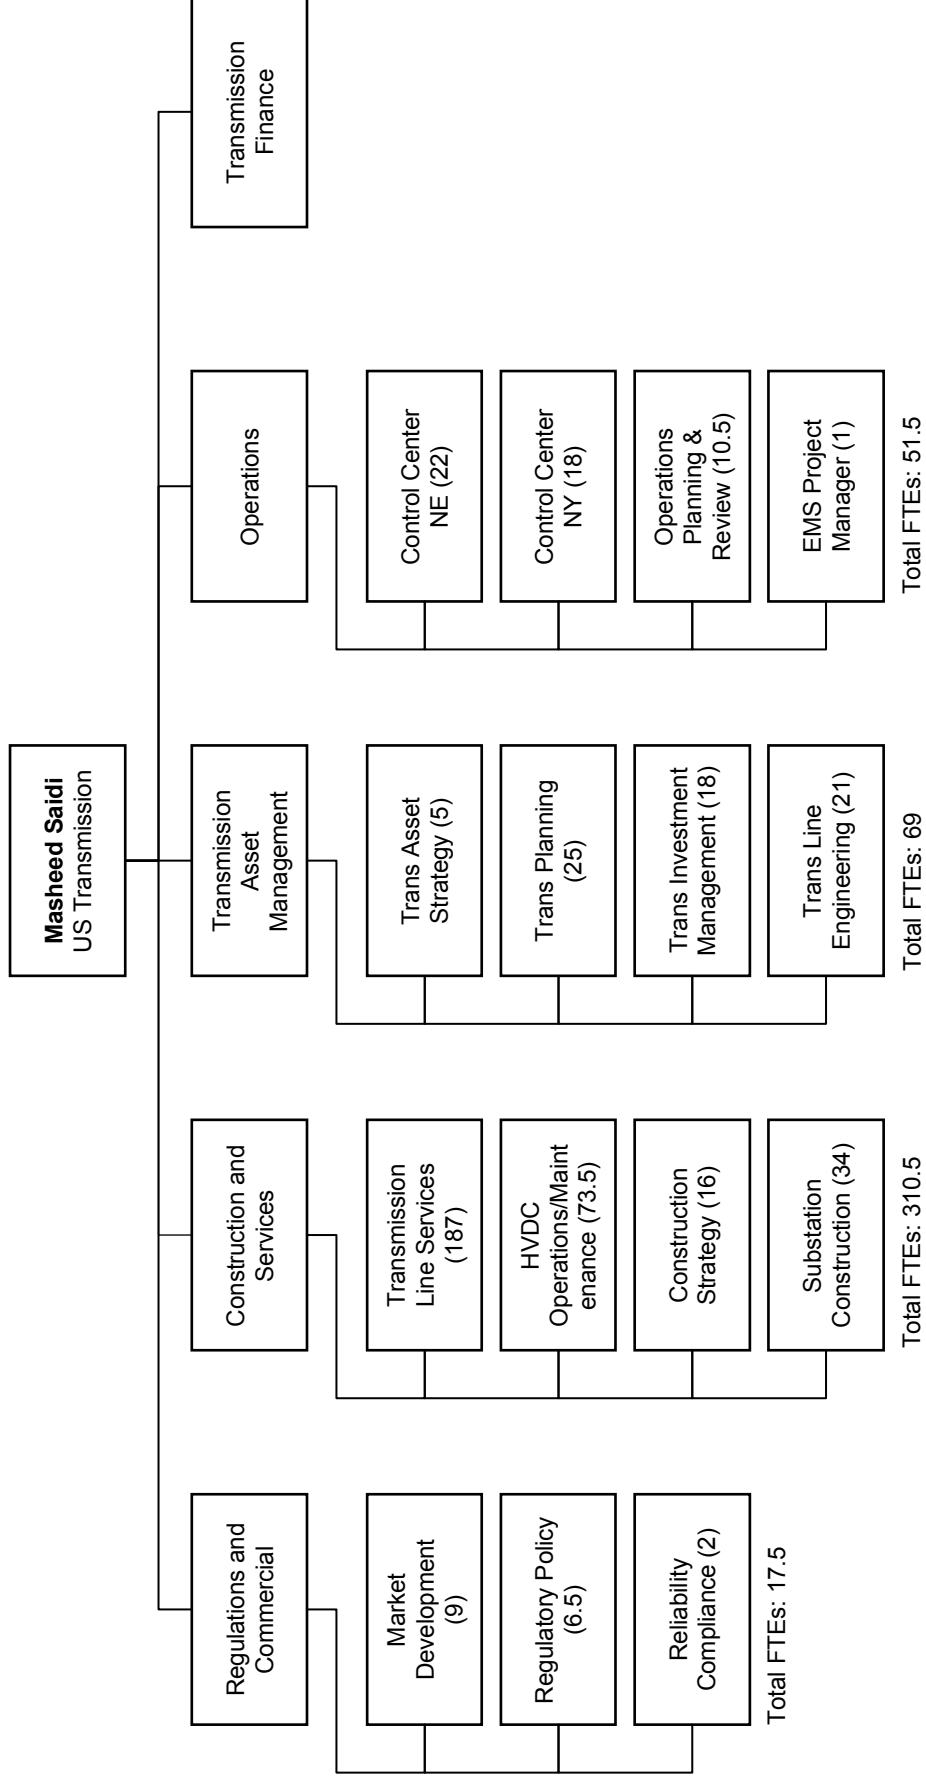 Masheed Saidi
US Transmission
Regulations and
Commercial
Market
Development
(9)
Regulatory Policy
(6.5)
Reliability
Compliance (2)
Total FTEs: 17.5
Construction and
Services
Transmission
Line Services
(187)
HVDC
Operations/Maint
enance (73.5)
Construction
Strategy (16)
Substation
Construction (34)
Total FTEs: 310.5
Transmission
Asset
Management
Trans Asset
Strategy (5)
Trans Planning
(25)
Trans Investment
Management (18)
Trans Line
Engineering (21)
Total FTEs: 69
Operations
Control Center
NE (22)
Control Center
NY (18)
Operations
Planning &
Review (10.5)
EMS Project
Manager (1)
Total FTEs: 51.5
Transmission
Finance